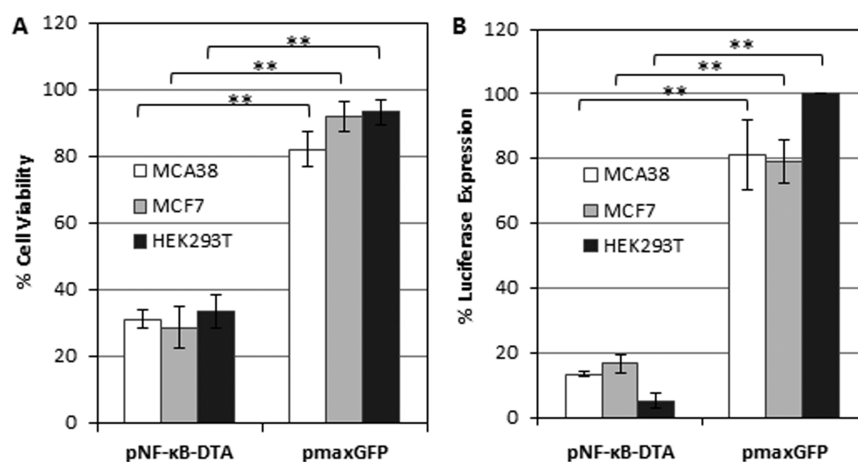 A
120
100
80
60
40
20
0
% Cell Viability
**
**
**
MCA38
MCF7
HEK293T
pNF-κB-DTA
pmaxGFP
B
120
100
80
60
40
20
0
% Luciferase Expression
**
**
**
MCA38
MCF7
HEK293T
pNF-κB-DTA
pmaxGFP